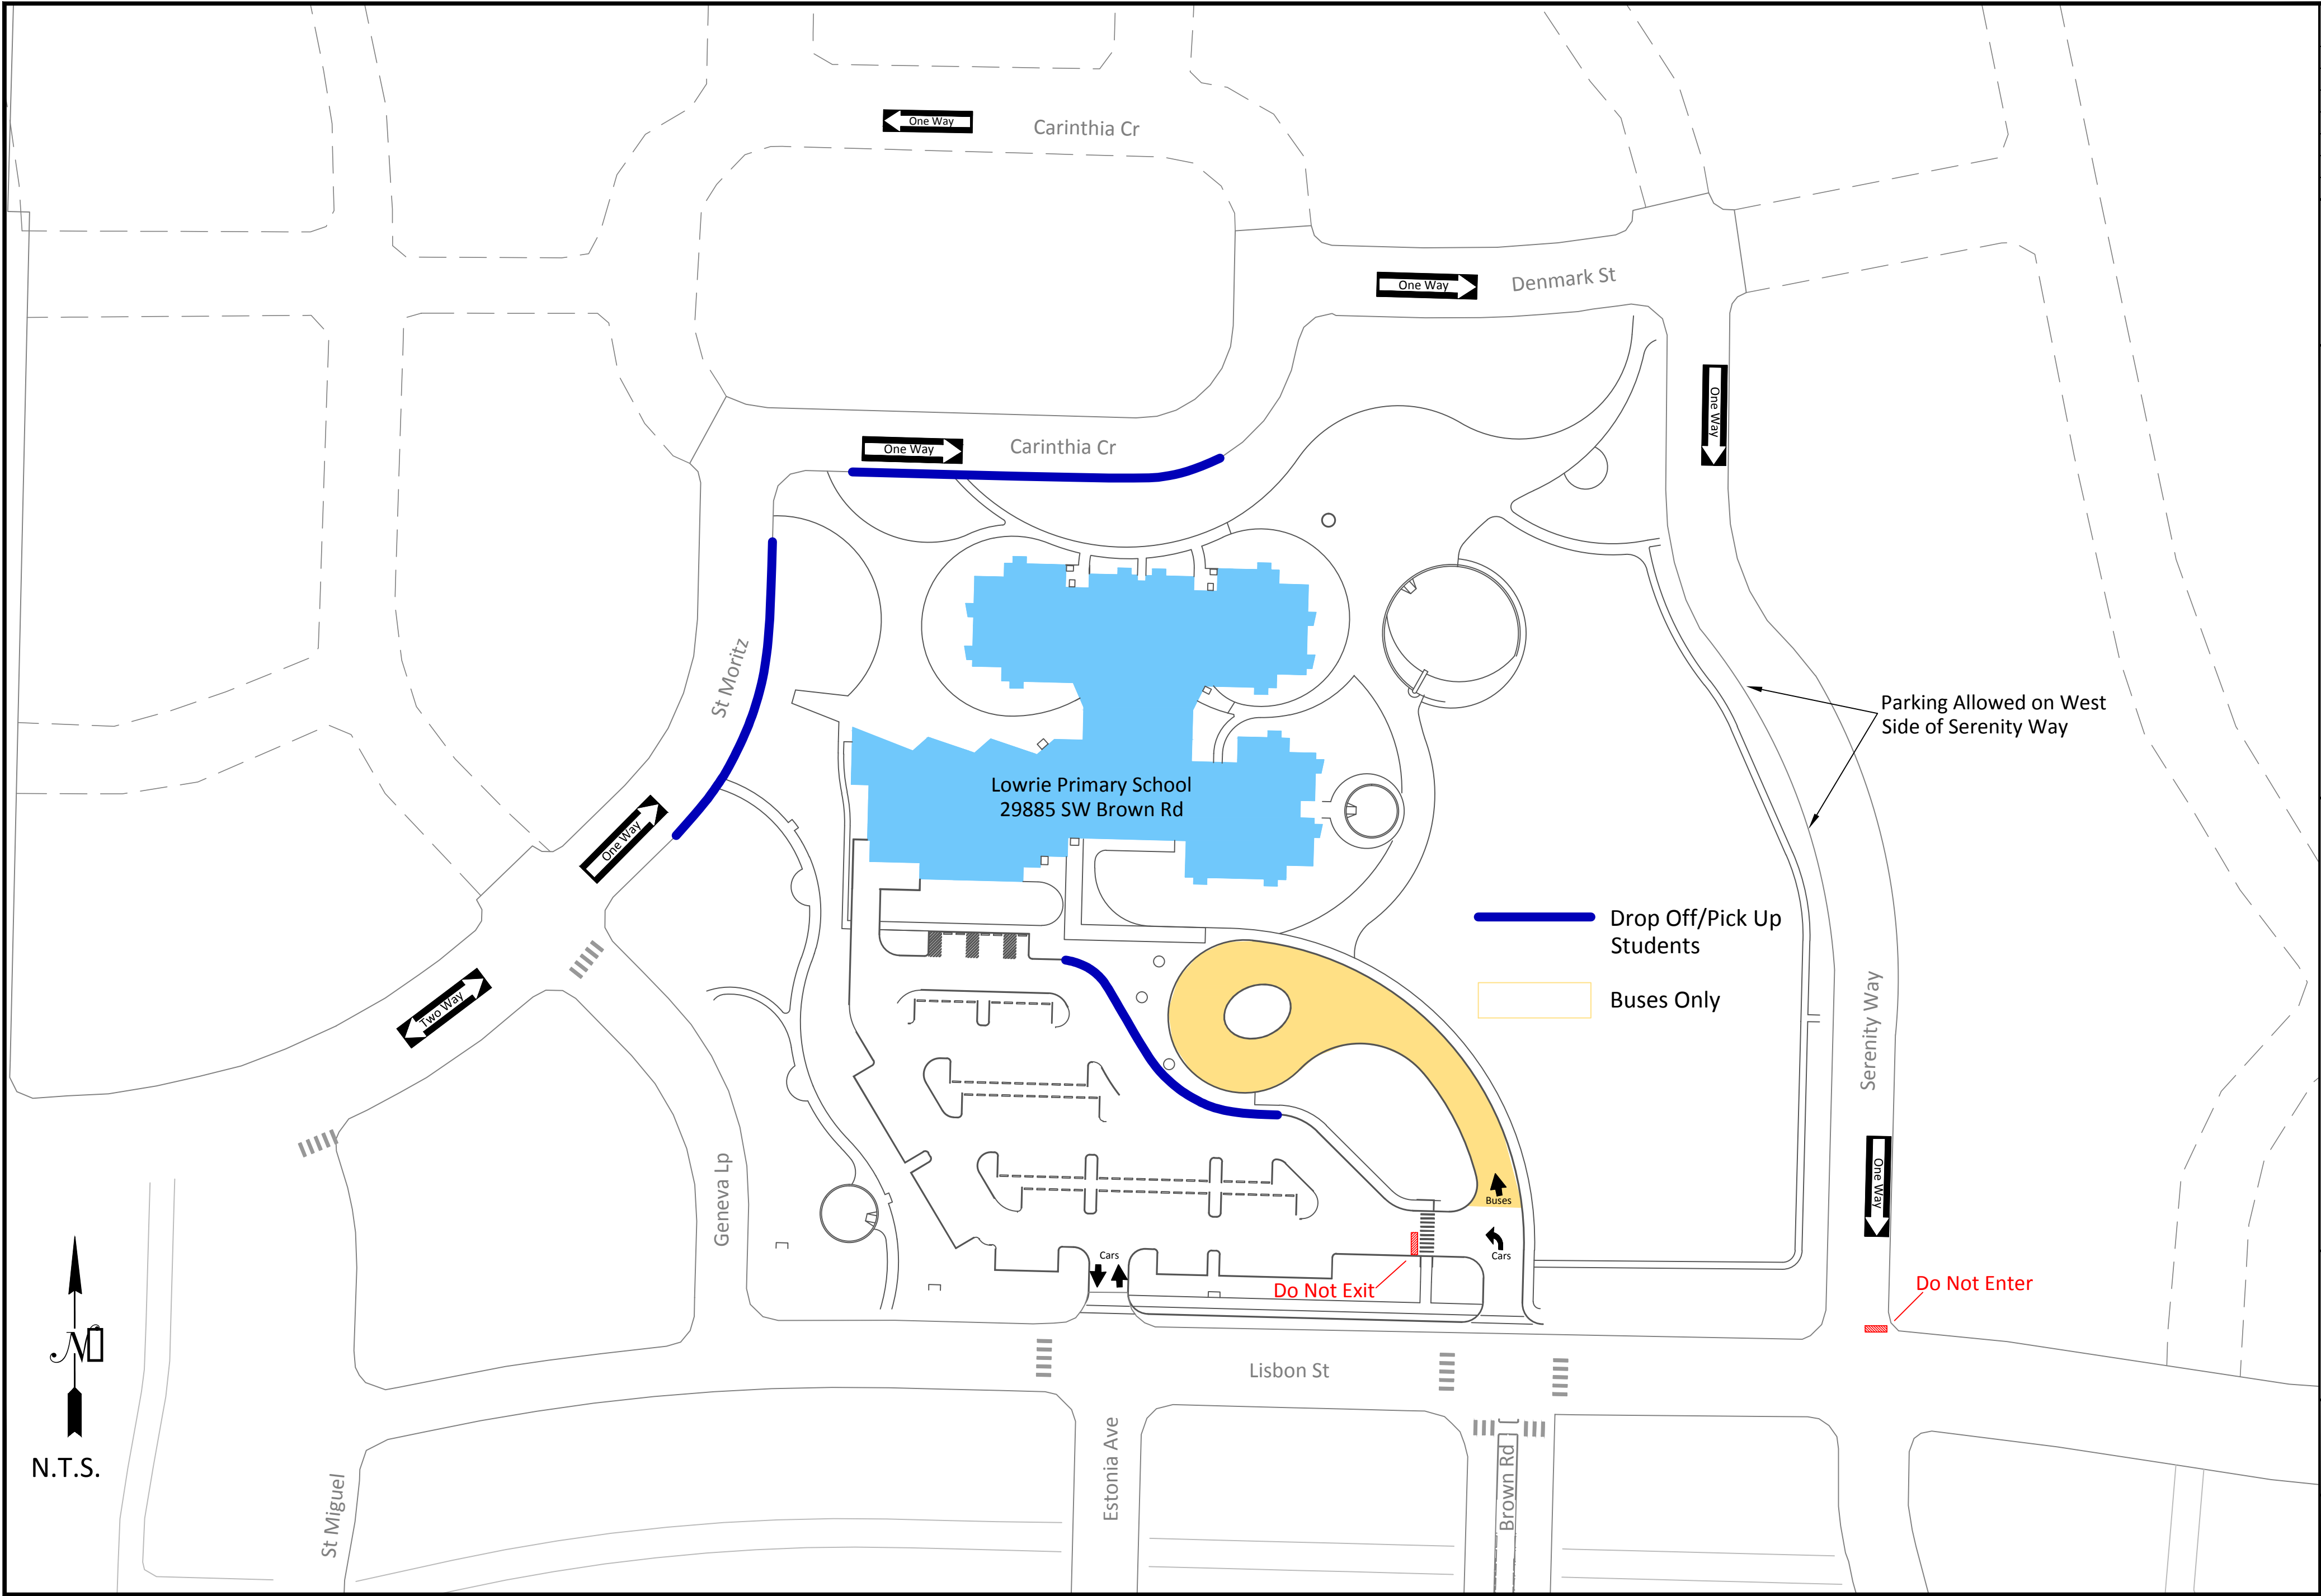 One Way
Carinthia Cr
One Way
Denmark St
One Way
One Way
Carinthia Cr
St Moritz
Parking Allowed on West
Side of Serenity Way
Lowrie Primary School
29885 SW Brown Rd
One Way
Drop Off/Pick Up
Students
Two Way
Buses Only
Serenity Way
Geneva Lp
One Way
Buses
Cars
Cars
Do Not Exit
Do Not Enter
N
Lisbon St
N.T.S.
St Miguel
Estonia Ave
Brown Rd